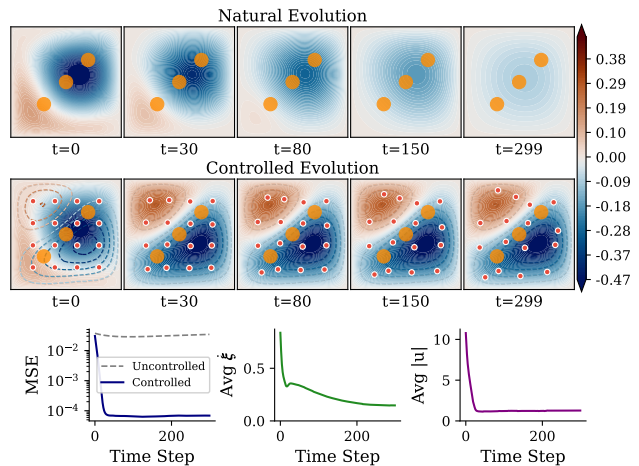 Natural Evolution
t=0 t=30 t=80 t=150 t=299
Controlled Evolution
t=0 t=30 t=80 t=150 t=299
0.38
0.29
0.19
0.10
0.00
-0.09
-0.18
-0.28
-0.38
-0.47
MSE
10⁻²
10⁻³
10⁻⁴
Uncontrolled
Controlled
0 200
Time Step
Avg ξ̇
0.5
0.0
0 200
Time Step
Avg |u|
10
5
0
0 200
Time Step